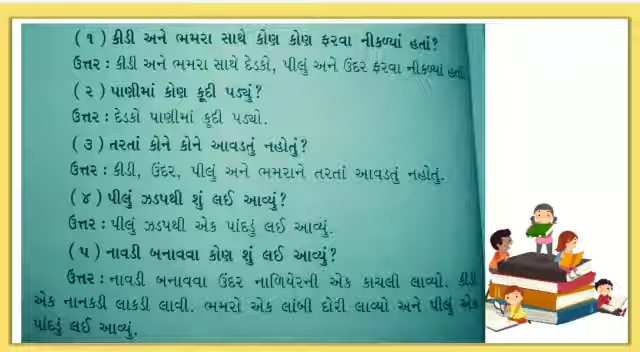 (૧) કીડી અને ભમરા સાથે કોણ કોણ ફરવા નીકળ્યાં હતાં?
ઉત્તર : કીડી અને ભમરા સાથે દેડકો, પીલું અને ઉંદર ફરવા નીકળ્યાં હતાં.
(૨) પાણીમાં કોણ કૂદી પડ્યું?
ઉત્તર : દેડકો પાણીમાં કૂદી પડ્યો.
(૩) તરતાં કોને કોને આવડતું નહોતું?
ઉત્તર : કીડી, ઉંદર, પીલું અને ભમરાને તરતાં આવડતું નહોતું.
(૪) પીલું ઝડપથી શું લઈ આવ્યું?
ઉત્તર : પીલું ઝડપથી એક પાંદડું લઈ આવ્યું.
(૫) નાવડી બનાવવા કોણ શું લઈ આવ્યું?
ઉત્તર : નાવડી બનાવવા ઉંદર નાળિયેરની એક કાચલી લાવ્યો. કીડી
એક નાનકડી લાકડી લાવી. ભમરો એક લાંબી દોરી લાવ્યો અને પીલું એક
પાંદડું લઈ આવ્યું.